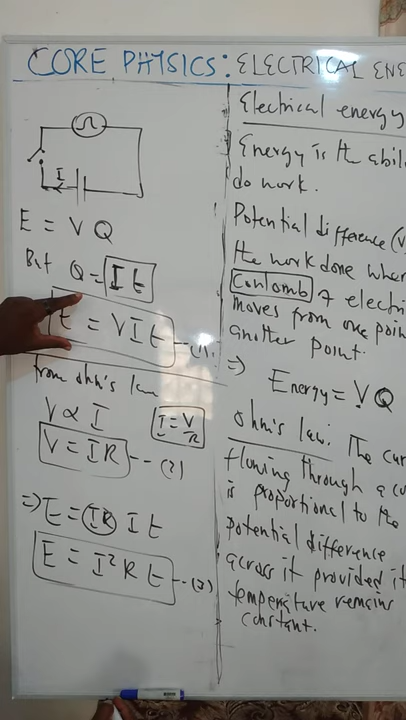 CORE PHYSICS: ELECTRICAL ENE
I
E = VQ
But Q = It
E = VIt --(1)
from ohm's law
V ∝ I
I = V/R
V = IR --(2)
⇒ E = IR It
E = I²Rt --(3)
Electrical energy
Energy is the abil
do work.
Potential difference (V
the work done when
Conlomb of electri
moves from one poin
another point.
⇒ Energy = VQ
Ohm's law. The cur
flowing through a co
is proportional to the
potential difference
across it provided it
temperature remains
constant.